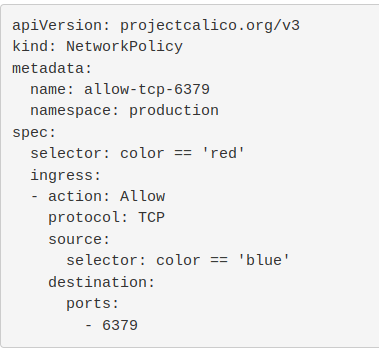 apiVersion: projectcalico.org/v3
kind: NetworkPolicy
metadata:
  name: allow-tcp-6379
  namespace: production
spec:
  selector: color == 'red'
  ingress:
  - action: Allow
    protocol: TCP
    source:
      selector: color == 'blue'
    destination:
      ports:
        - 6379